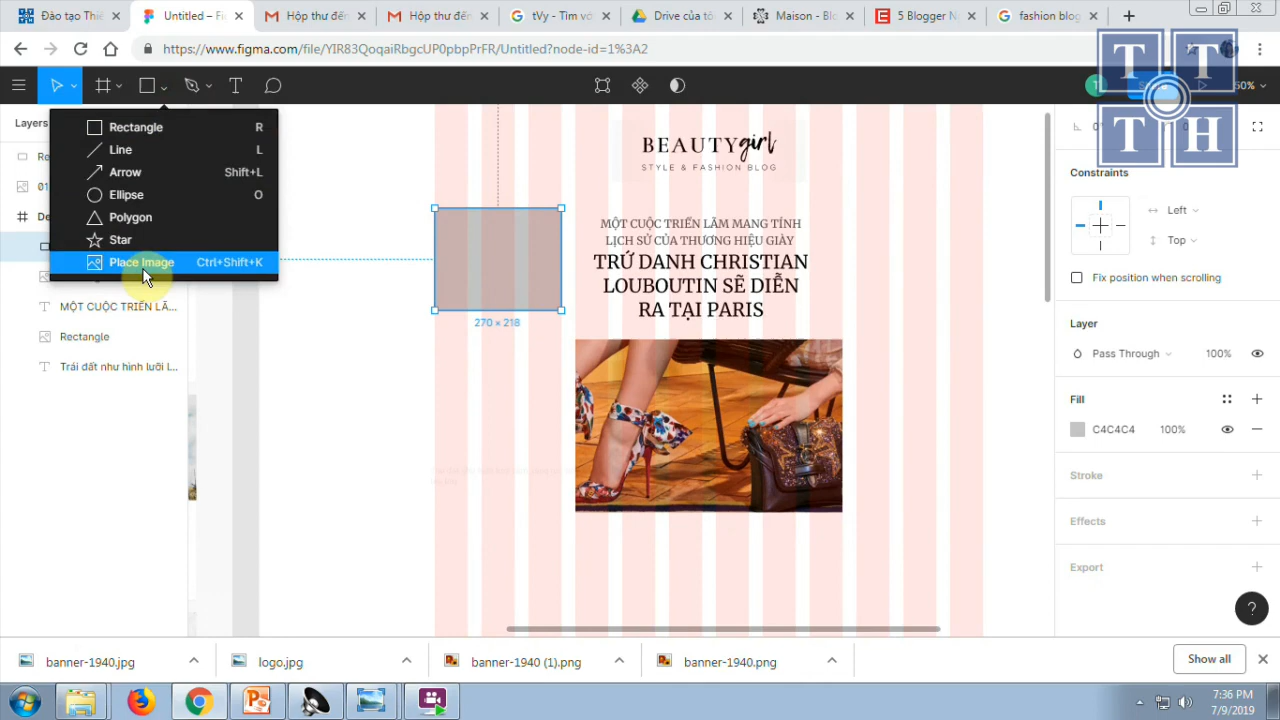 Đào tạo Thiế
Untitled – Fi
Hộp thư đến
Hộp thư đến
tVy - Tìm vớ
Drive của tô
Maison - Blo
5 Blogger N
fashion blog
https://www.figma.com/file/YIR83QoqaiRbgcUP0pbpPrFR/Untitled?node-id=1%3A2
T T
T H
Layers
Rectangle R
Line L
Arrow Shift+L
Ellipse O
Polygon
Star
Place Image Ctrl+Shift+K
MỘT CUỘC TRIỂN LÃ...
Rectangle
Trái đất như hình lưỡi l...
BEAUTYgirl
STYLE & FASHION BLOG
MỘT CUỘC TRIỂN LÃM MANG TÍNH
LỊCH SỬ CỦA THƯƠNG HIỆU GIÀY
TRỨ DANH CHRISTIAN
LOUBOUTIN SẼ DIỄN
RA TẠI PARIS
270 × 218
Constraints
Left
Top
Fix position when scrolling
Layer
Pass Through 100%
Fill
C4C4C4 100%
Stroke
Effects
Export
?
banner-1940.jpg
logo.jpg
banner-1940 (1).png
banner-1940.png
Show all
7:36 PM
7/9/2019